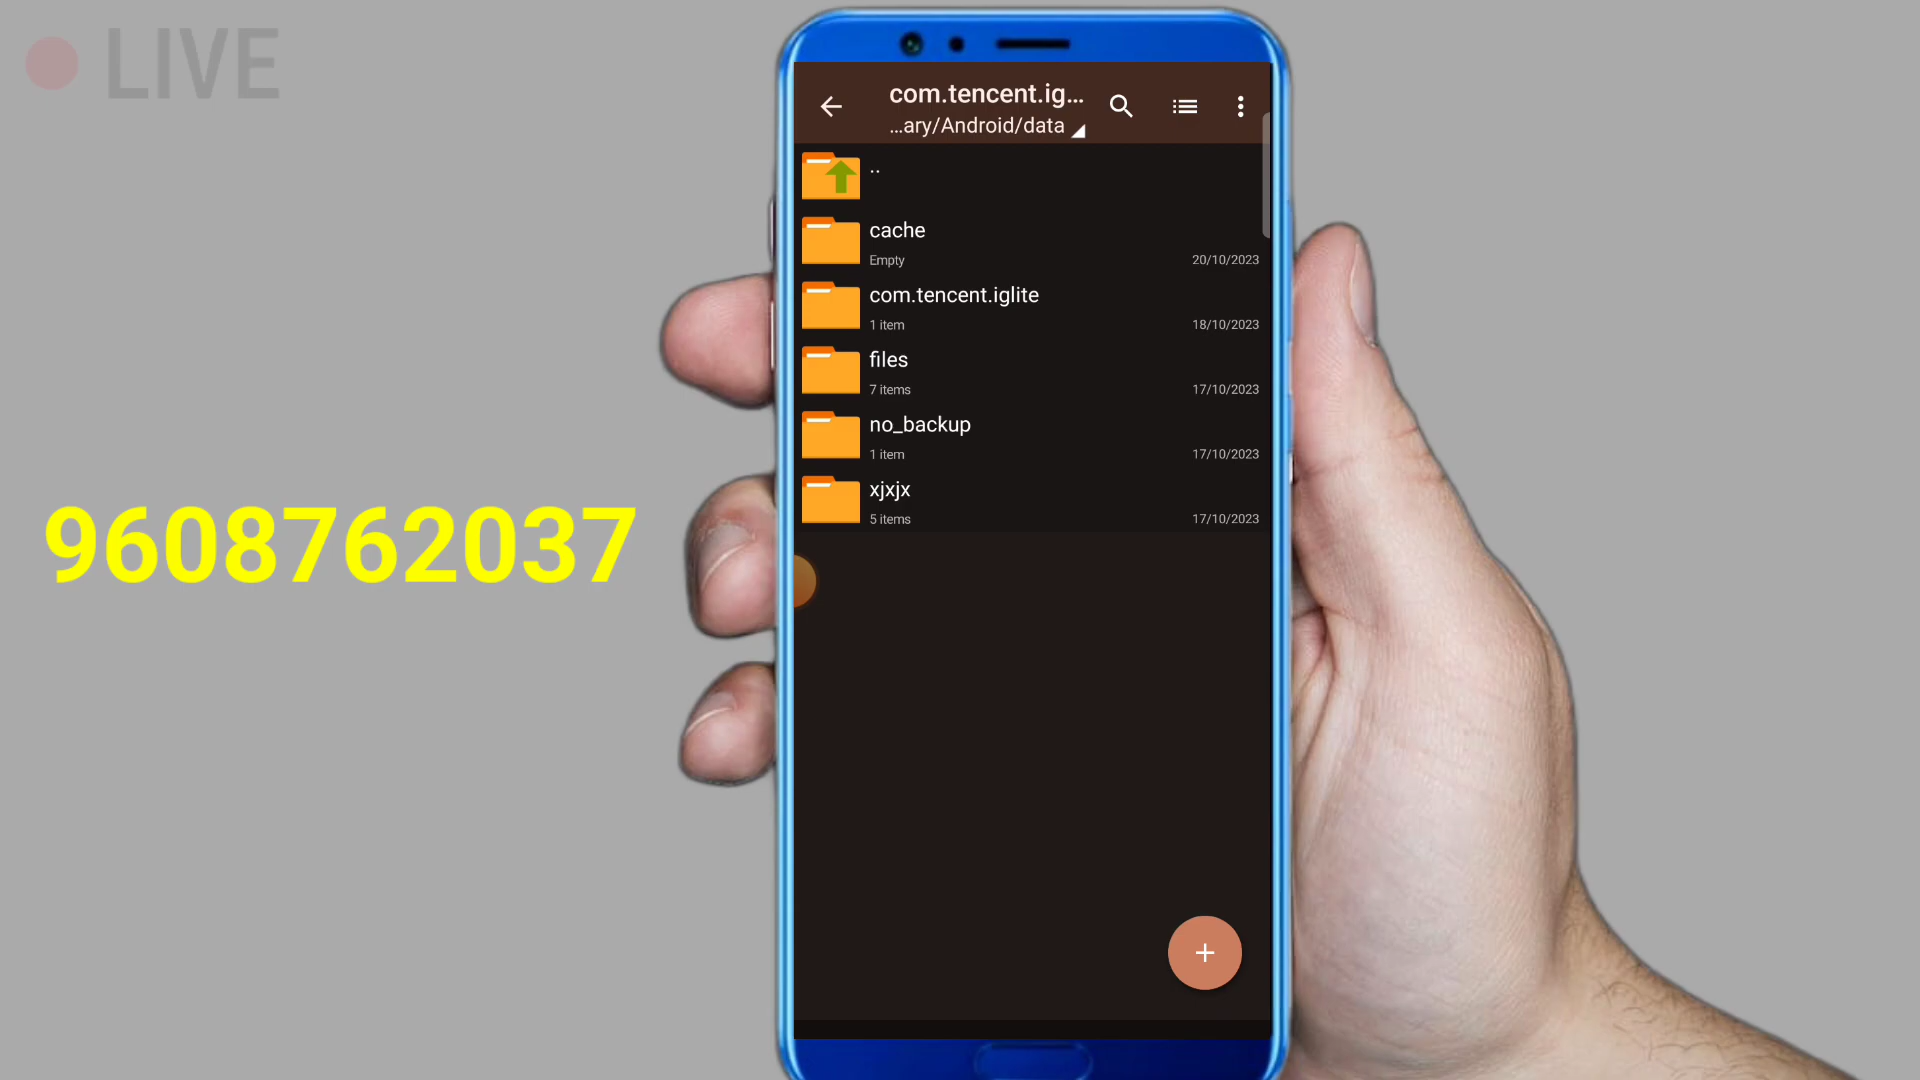 LIVE
com.tencent.ig...
...ary/Android/data
..
cache
Empty
20/10/2023
com.tencent.iglite
1 item
18/10/2023
files
7 items
17/10/2023
no_backup
1 item
17/10/2023
xjxjx
5 items
17/10/2023
9608762037